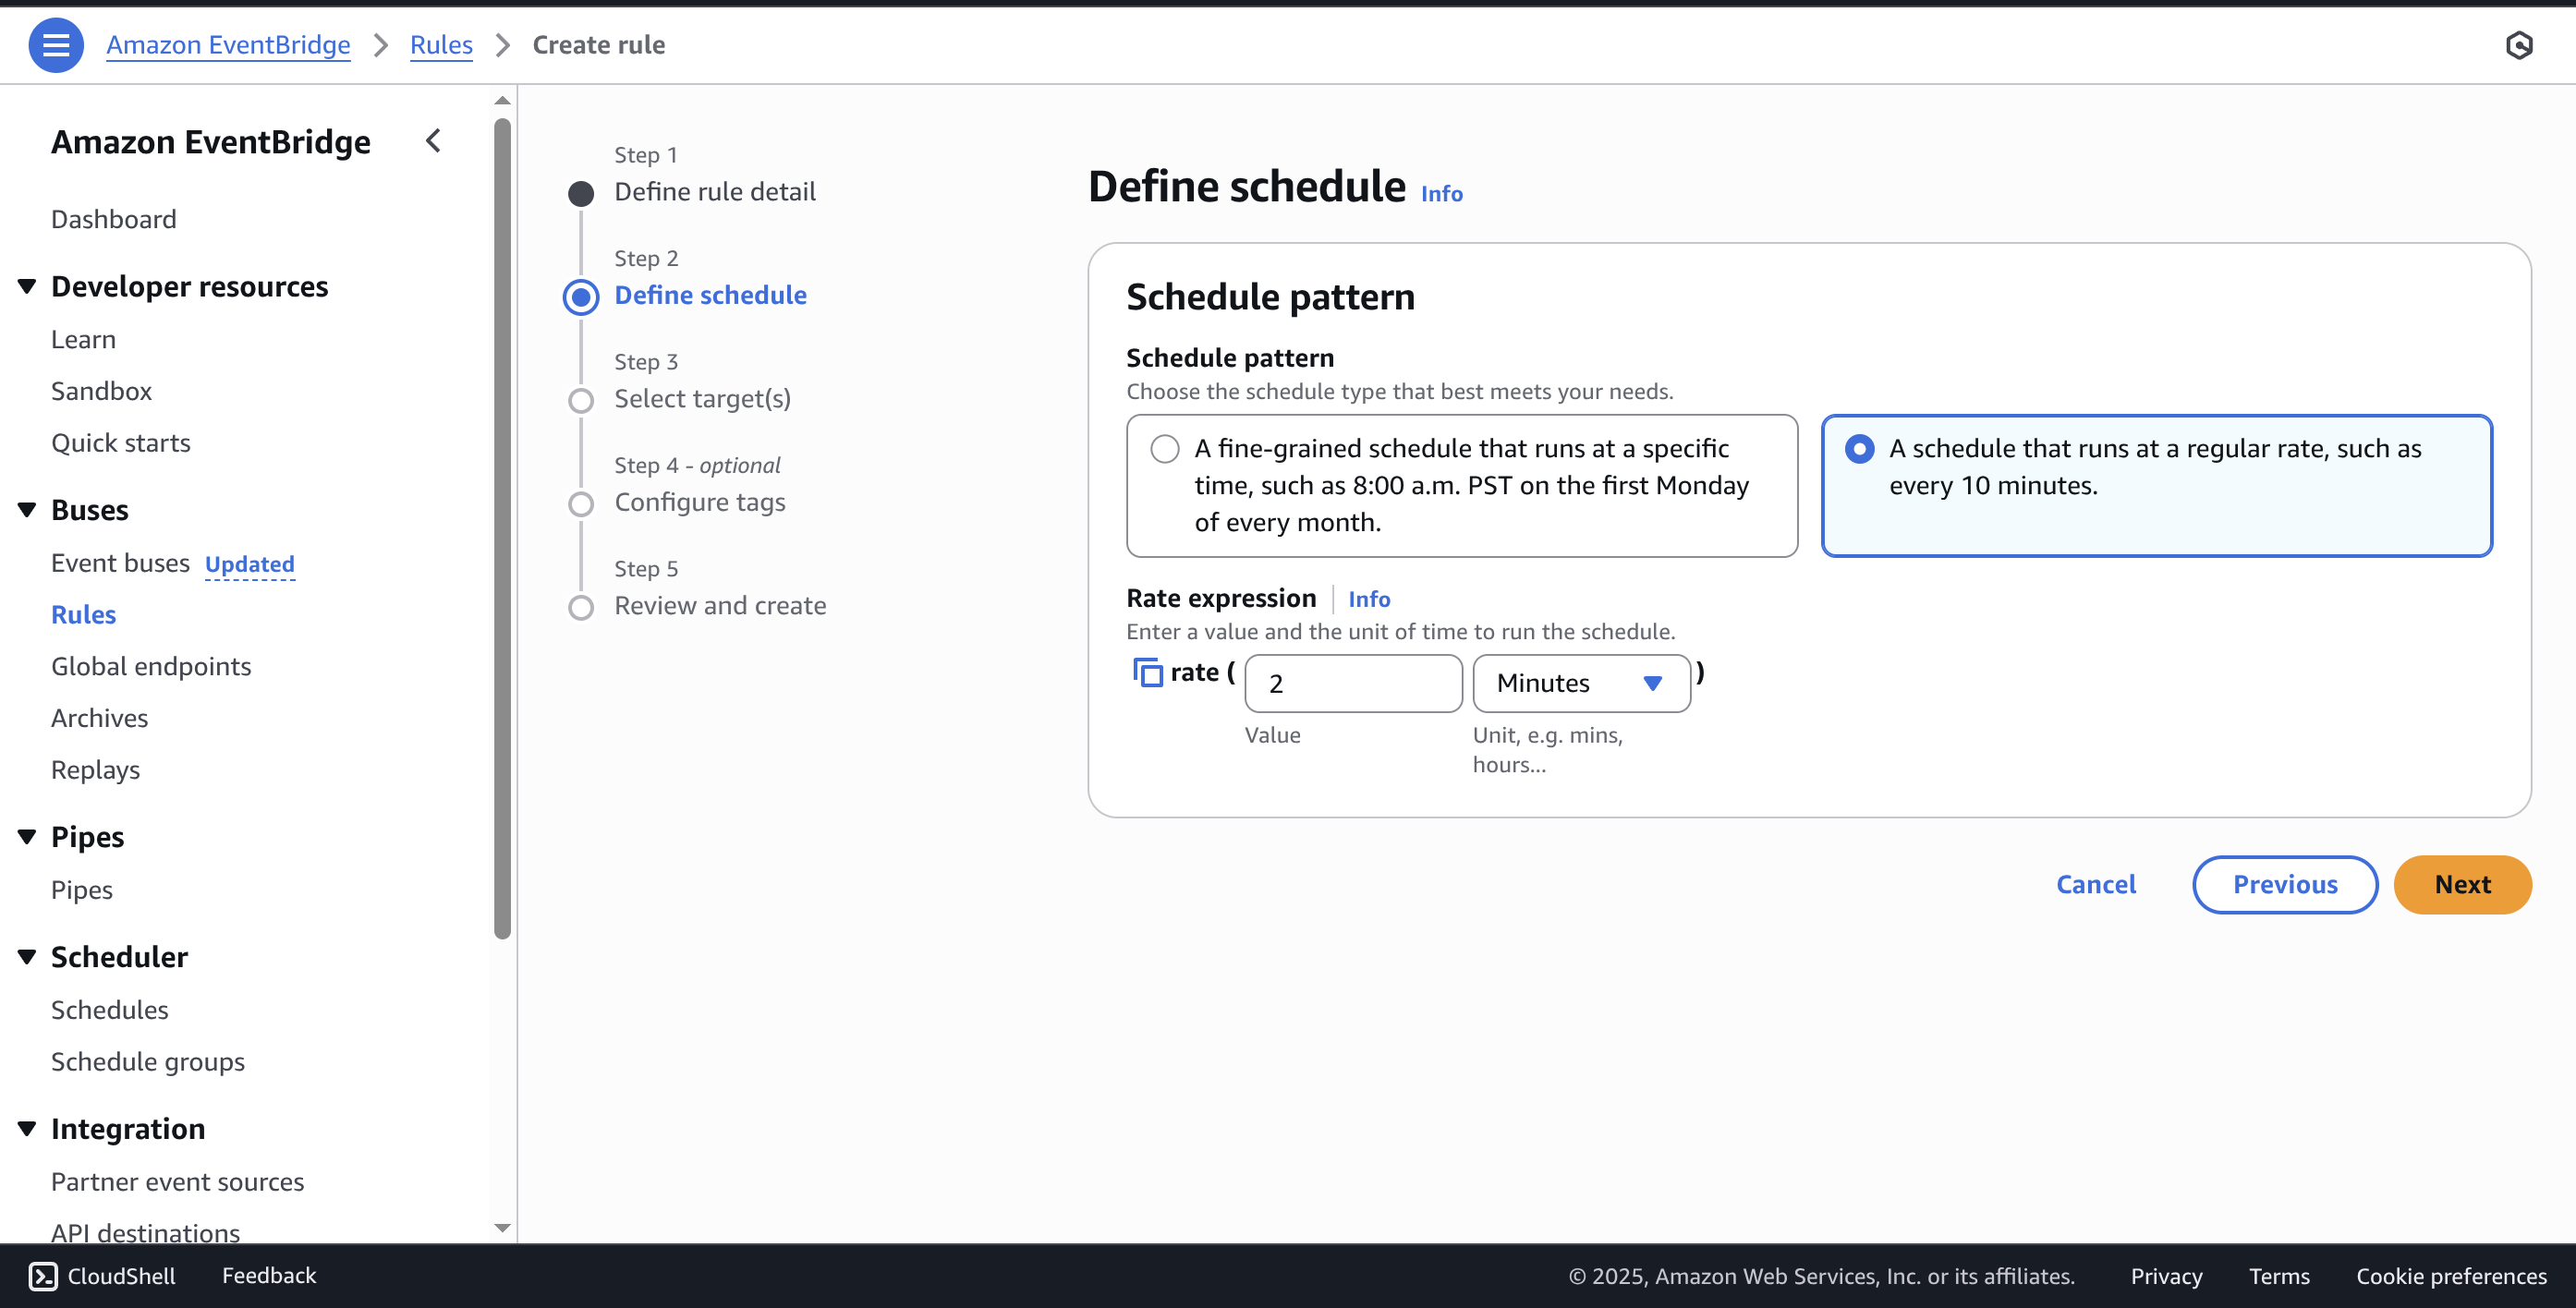 Amazon EventBridge
Rules
Create rule
Amazon EventBridge
Dashboard
Developer resources
Learn
Sandbox
Quick starts
Buses
Event buses Updated
Rules
Global endpoints
Archives
Replays
Pipes
Pipes
Scheduler
Schedules
Schedule groups
Integration
Partner event sources
API destinations
Step 1
Define rule detail
Step 2
Define schedule
Step 3
Select target(s)
Step 4 - optional
Configure tags
Step 5
Review and create
Define schedule Info
Schedule pattern
Schedule pattern
Choose the schedule type that best meets your needs.
A fine-grained schedule that runs at a specific
time, such as 8:00 a.m. PST on the first Monday
of every month.
A schedule that runs at a regular rate, such as
every 10 minutes.
Rate expression Info
Enter a value and the unit of time to run the schedule.
rate ( 2 Minutes )
Value
Unit, e.g. mins,
hours...
Cancel
Previous
Next
CloudShell
Feedback
© 2025, Amazon Web Services, Inc. or its affiliates.
Privacy
Terms
Cookie preferences